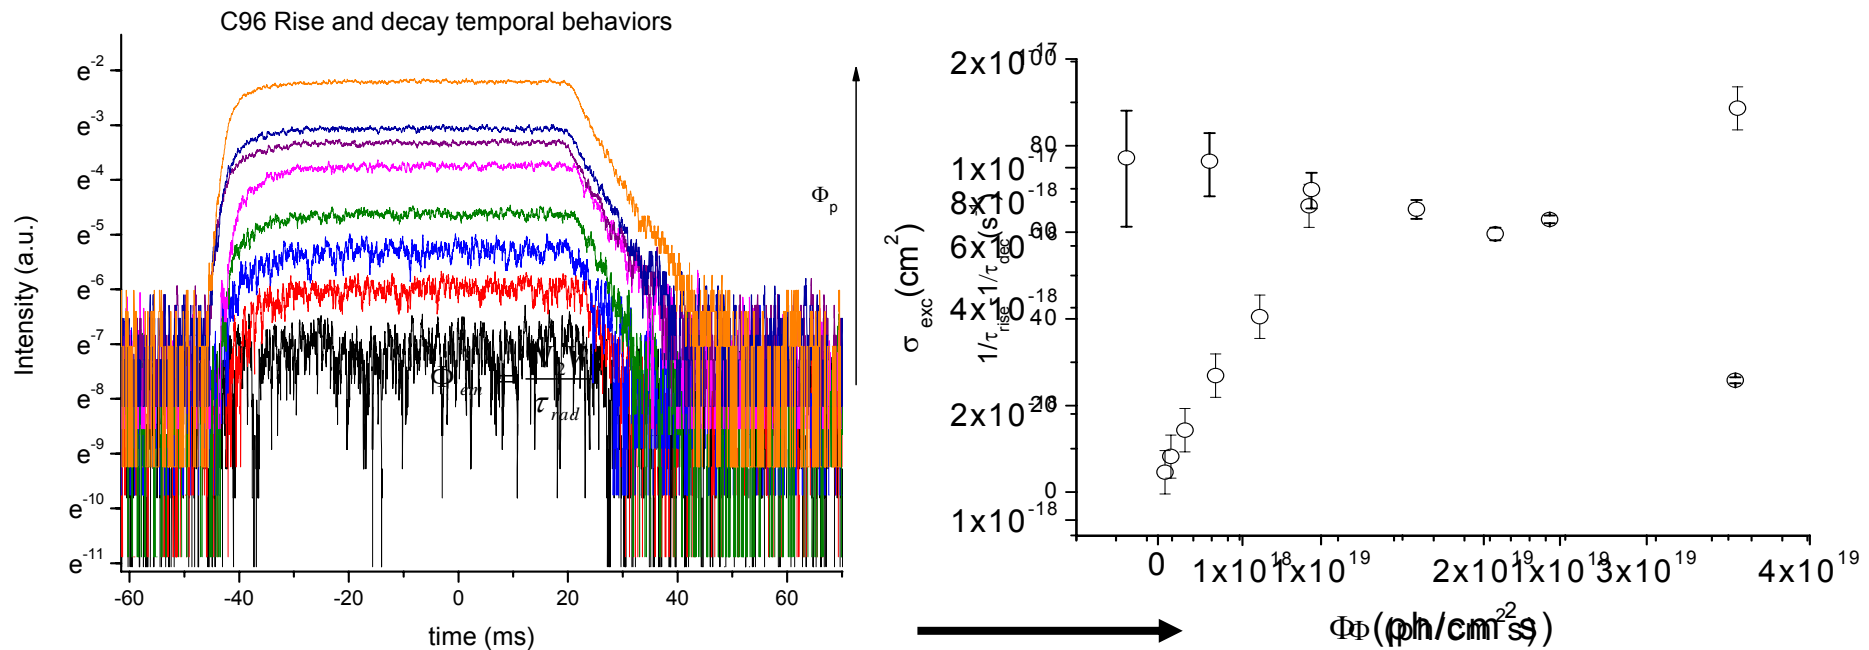 C96 Rise and decay temporal behaviors
Intensity (a.u.)
e-2
e-3
e-4
e-5
e-6
e-7
e-8
e-9
e-10
e-11
-60 -40 -20 0 20 40 60
time (ms)
Φp
Φem = 2
τrad
σexc(cm2)
1/τrise
1/τdec
2x10-17
80
1x10-17
8x10-18
60
6x10-18
4x10-18
40
2x10-18
20
0
1x10-18
0 1x1018 1x1019 2x1019 3x1019 4x1019
Φ (ph/cm2s)